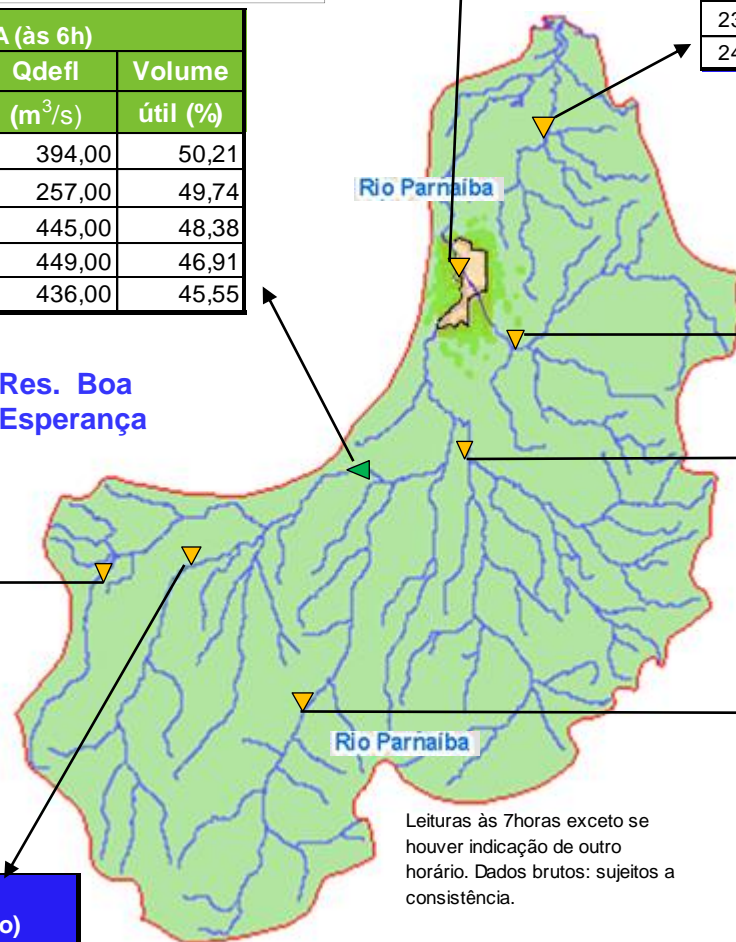 A (às 6h)
Qdefl Volume
(m³/s) útil (%)
394,00 50,21
257,00 49,74
445,00 48,38
449,00 46,91
436,00 45,55
23
24
Rio Parnaíba
Res. Boa
Esperança
Rio Parnaíba
Leituras às 7horas exceto se
houver indicação de outro
horário. Dados brutos: sujeitos a
consistência.
o)